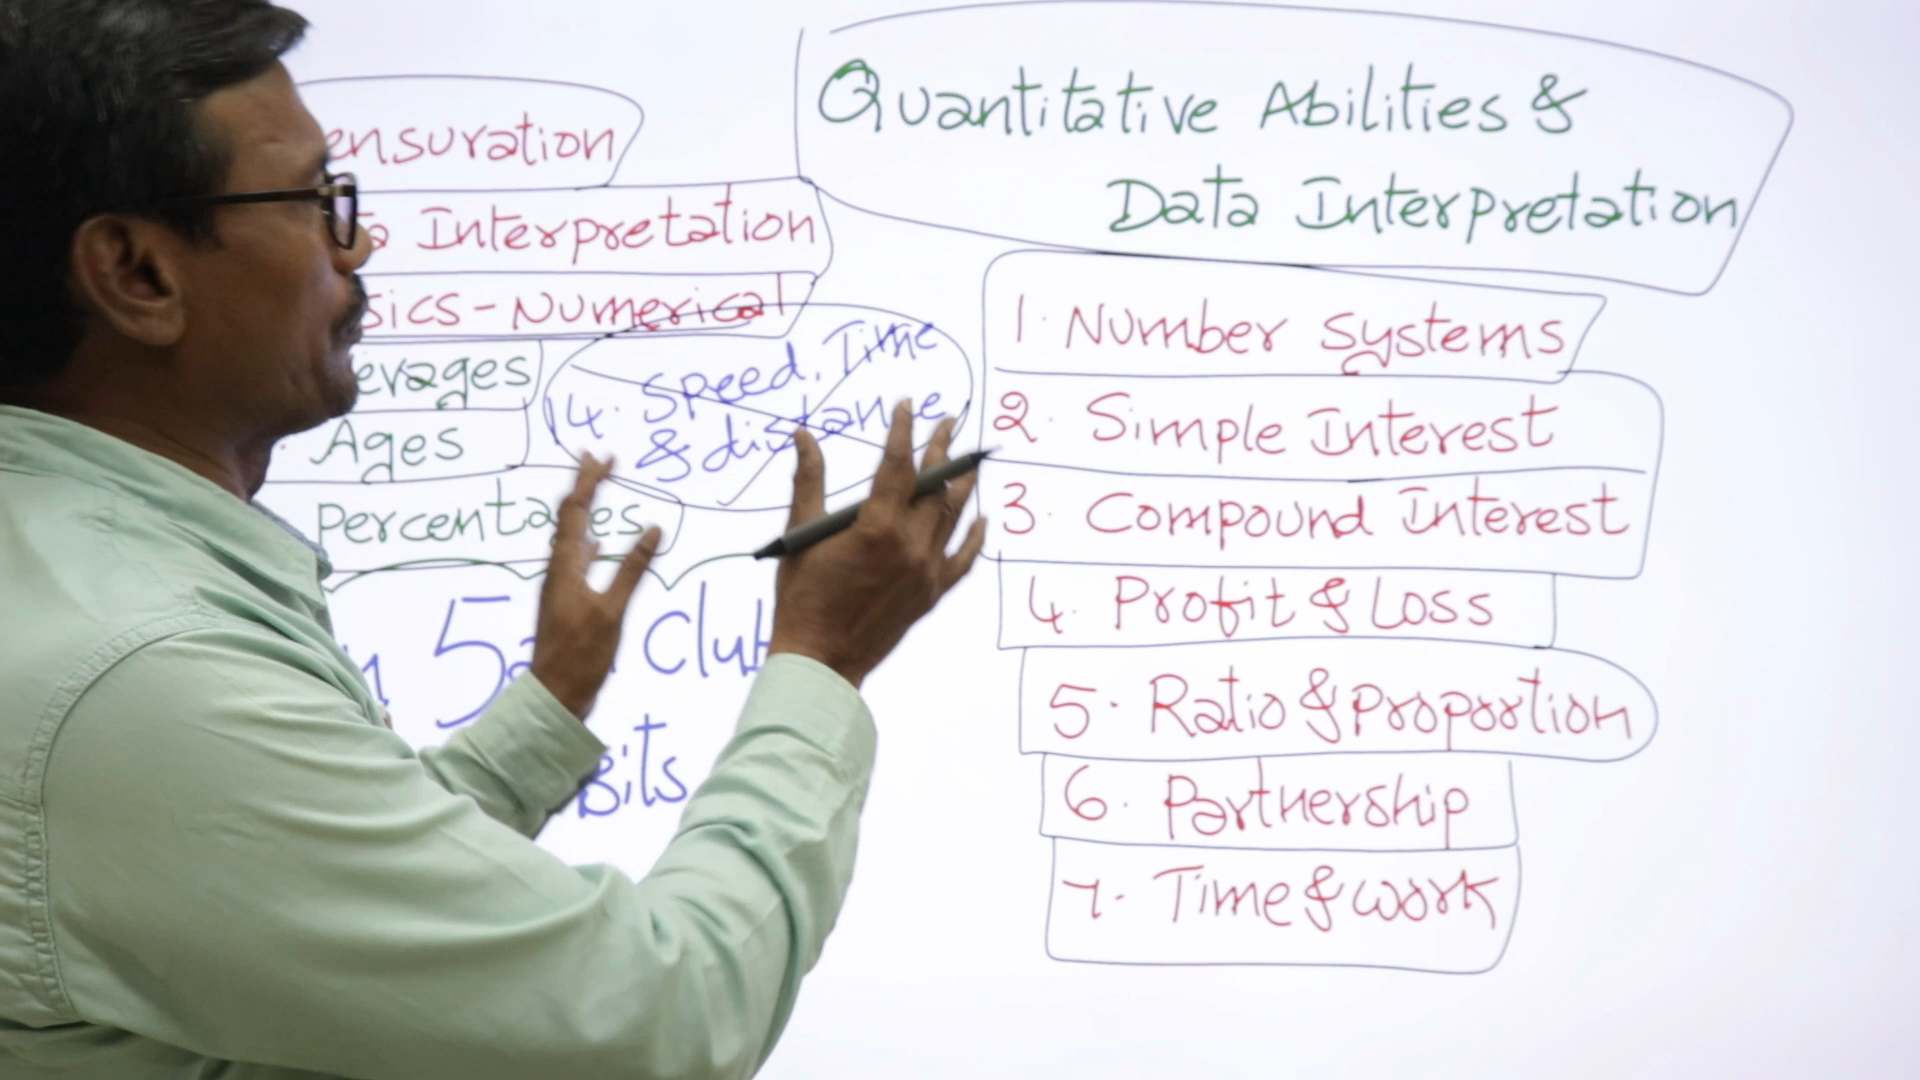 Quantitative Abilities &
Data Interpretation
1. Number Systems
2. Simple Interest
3. Compound Interest
4. Profit & Loss
5. Ratio & Proportion
6. Partnership
7. Time & work
ensuration
Interpretation
sics - Numerical
erages
Ages
Percentages
14. Speed, Time
& distance
5 Club
Bits